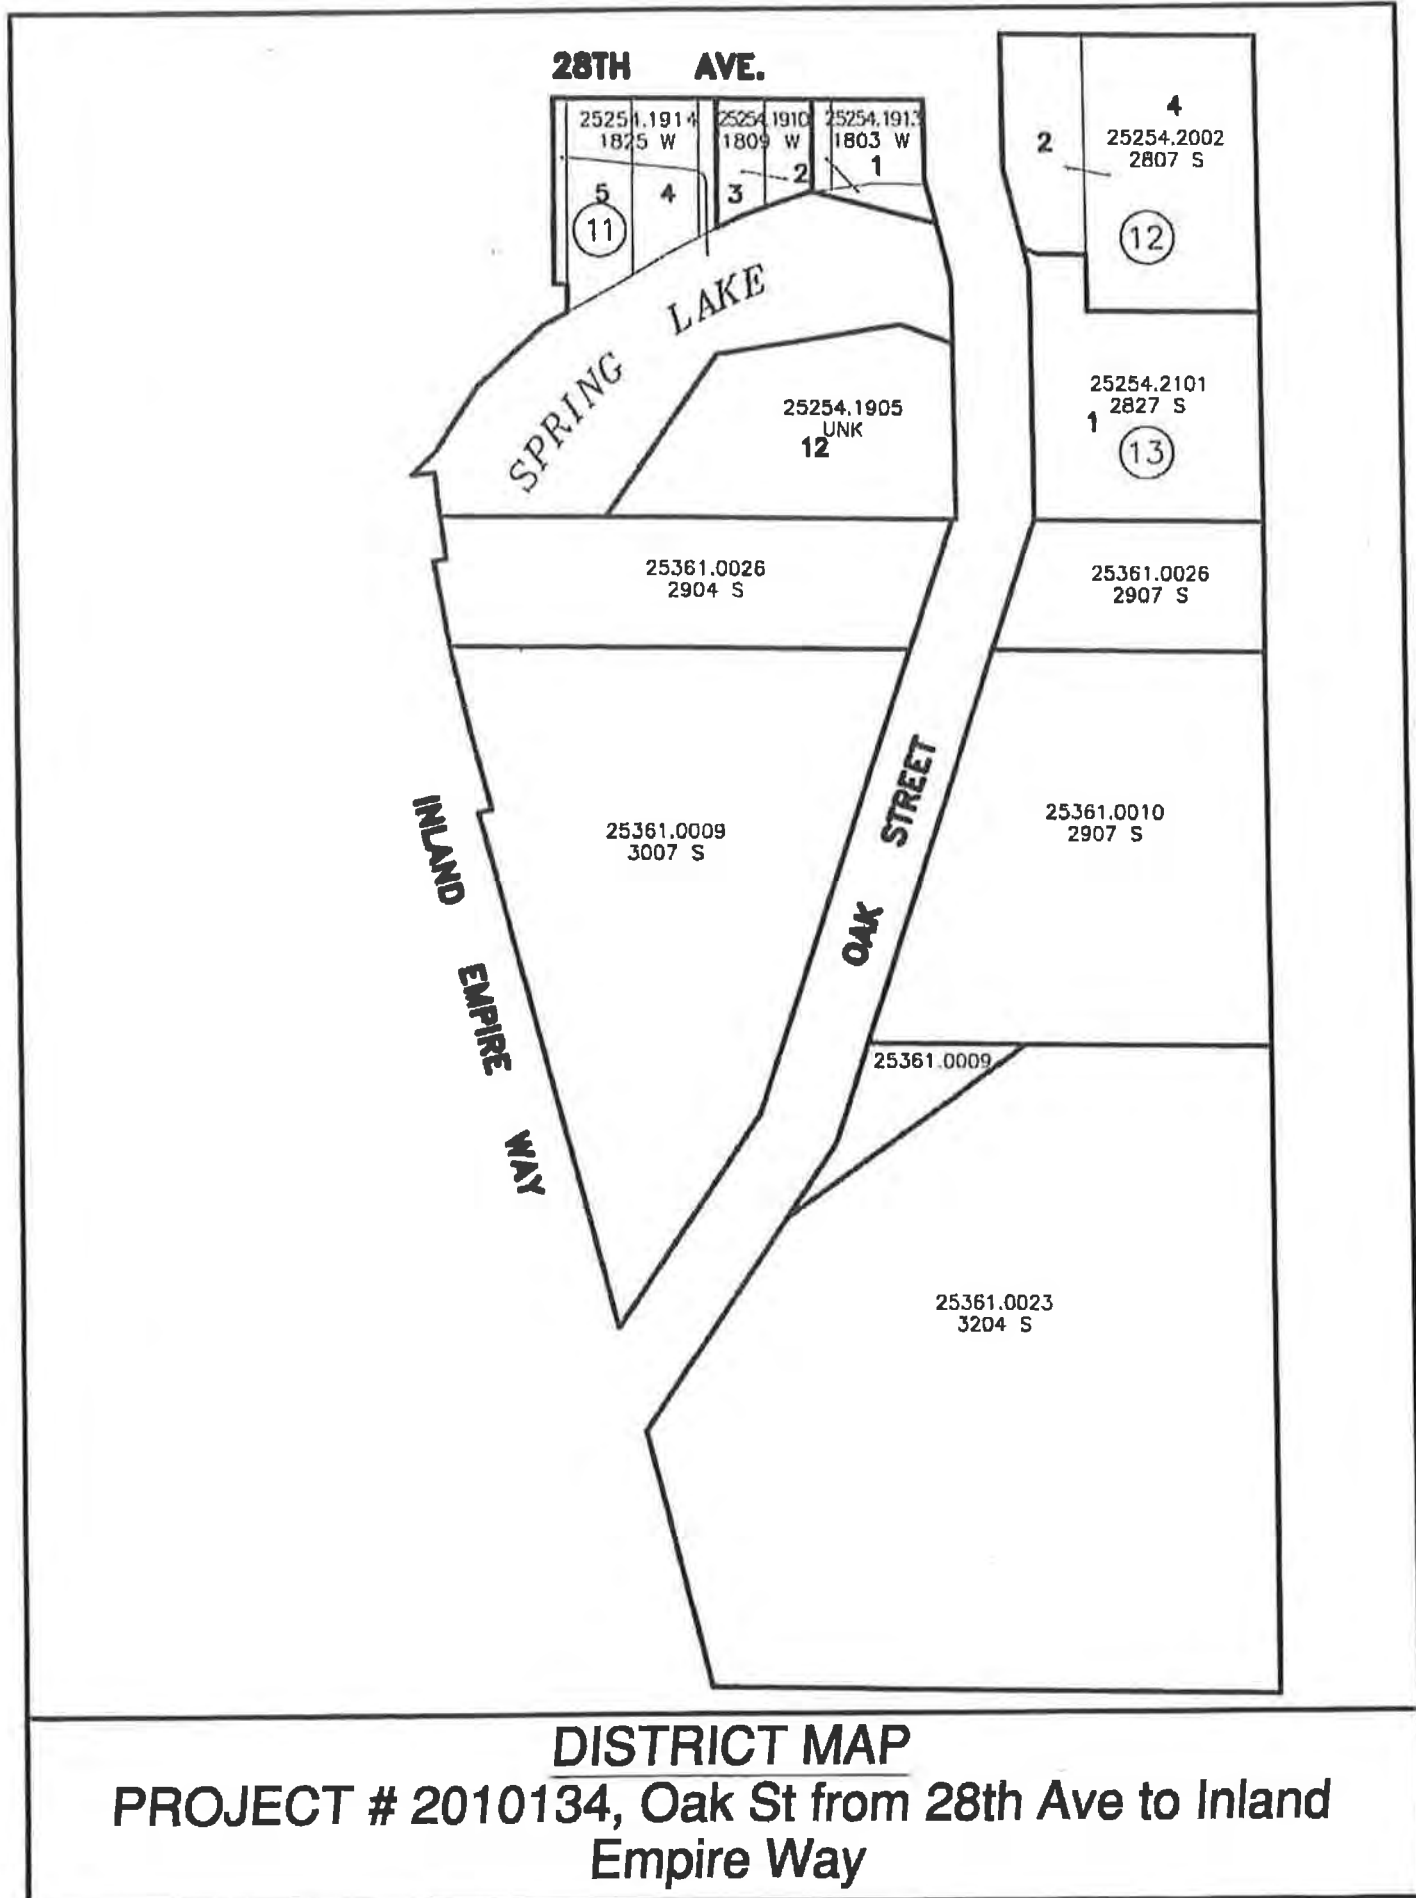 28TH AVE.
25254.1914
1825 W
25254.1910
1809 W
25254.1913
1803 W
1
2
3
4
5
11
2
4
25254.2002
2807 S
12
SPRING LAKE
25254.1905
UNK
12
25254.2101
2827 S
1
13
25361.0026
2904 S
25361.0026
2907 S
25361.0009
3007 S
25361.0010
2907 S
INLAND EMPIRE WAY
OAK STREET
25361.0009
25361.0023
3204 S
DISTRICT MAP
PROJECT # 2010134, Oak St from 28th Ave to Inland
Empire Way